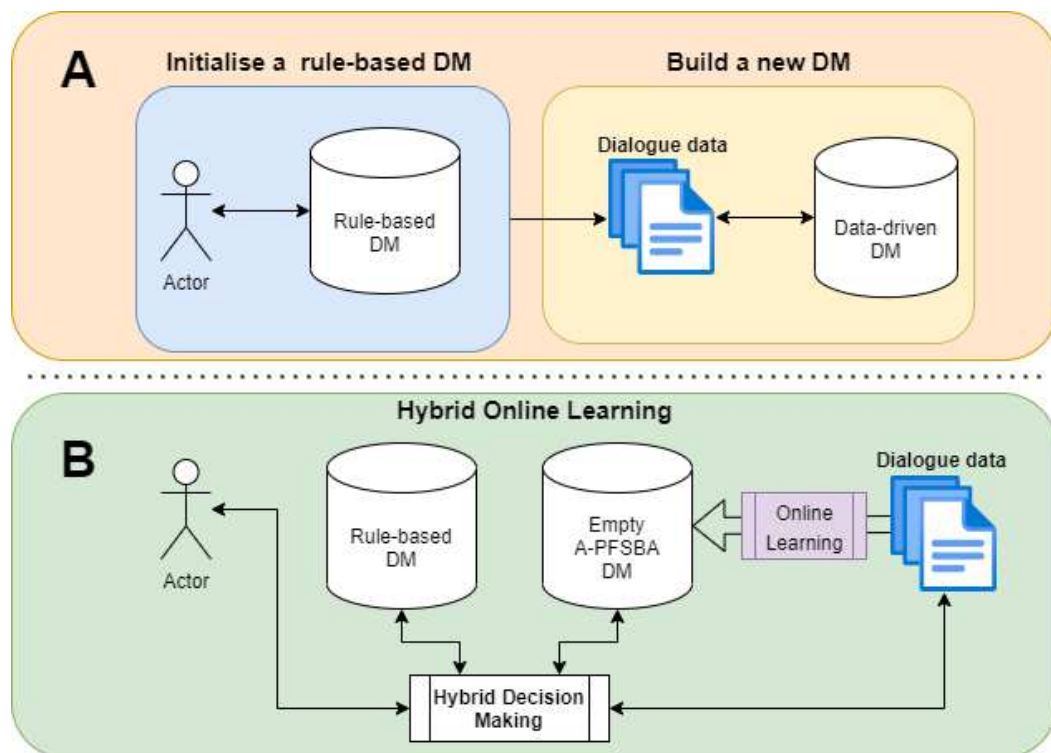 A
Initialise a rule-based DM
Build a new DM
Actor
Rule-based
DM
Dialogue data
Data-driven
DM
Hybrid Online Learning
B
Actor
Rule-based
DM
Empty
A-PFSBA
DM
Online
Learning
Dialogue data
Hybrid Decision
Making